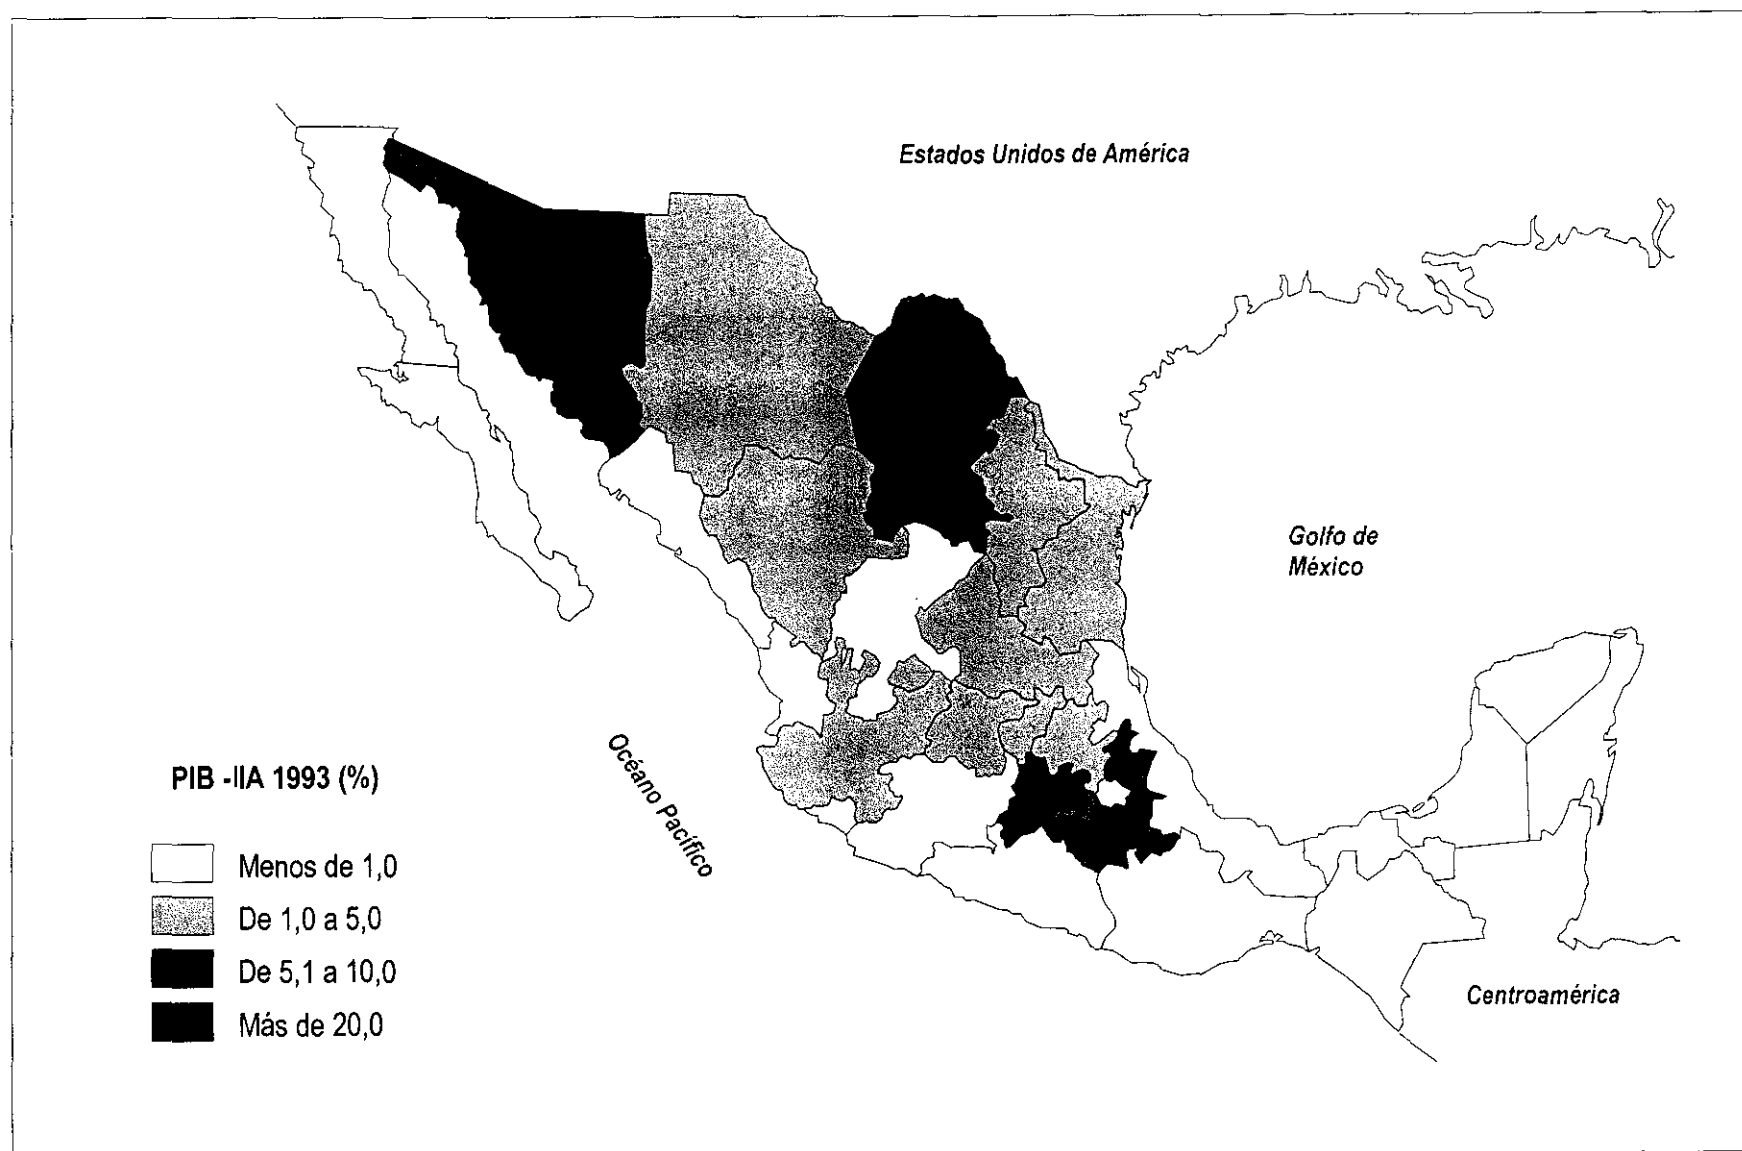 Estados Unidos de América
Golfo de
México
Océano Pacífico
PIB -IIA 1993 (%)
Menos de 1,0
De 1,0 a 5,0
De 5,1 a 10,0
Más de 20,0
Centroamérica